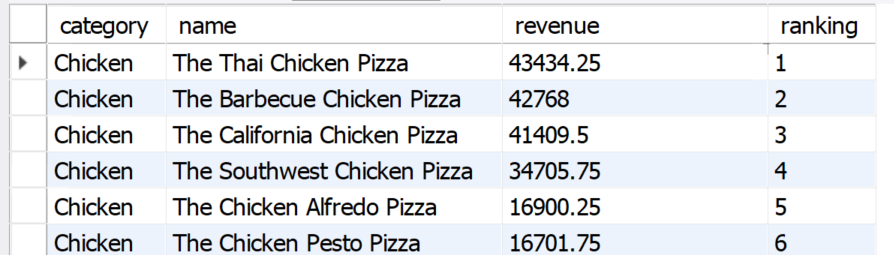 category name revenue ranking
Chicken The Thai Chicken Pizza 43434.25 1
Chicken The Barbecue Chicken Pizza 42768 2
Chicken The California Chicken Pizza 41409.5 3
Chicken The Southwest Chicken Pizza 34705.75 4
Chicken The Chicken Alfredo Pizza 16900.25 5
Chicken The Chicken Pesto Pizza 16701.75 6